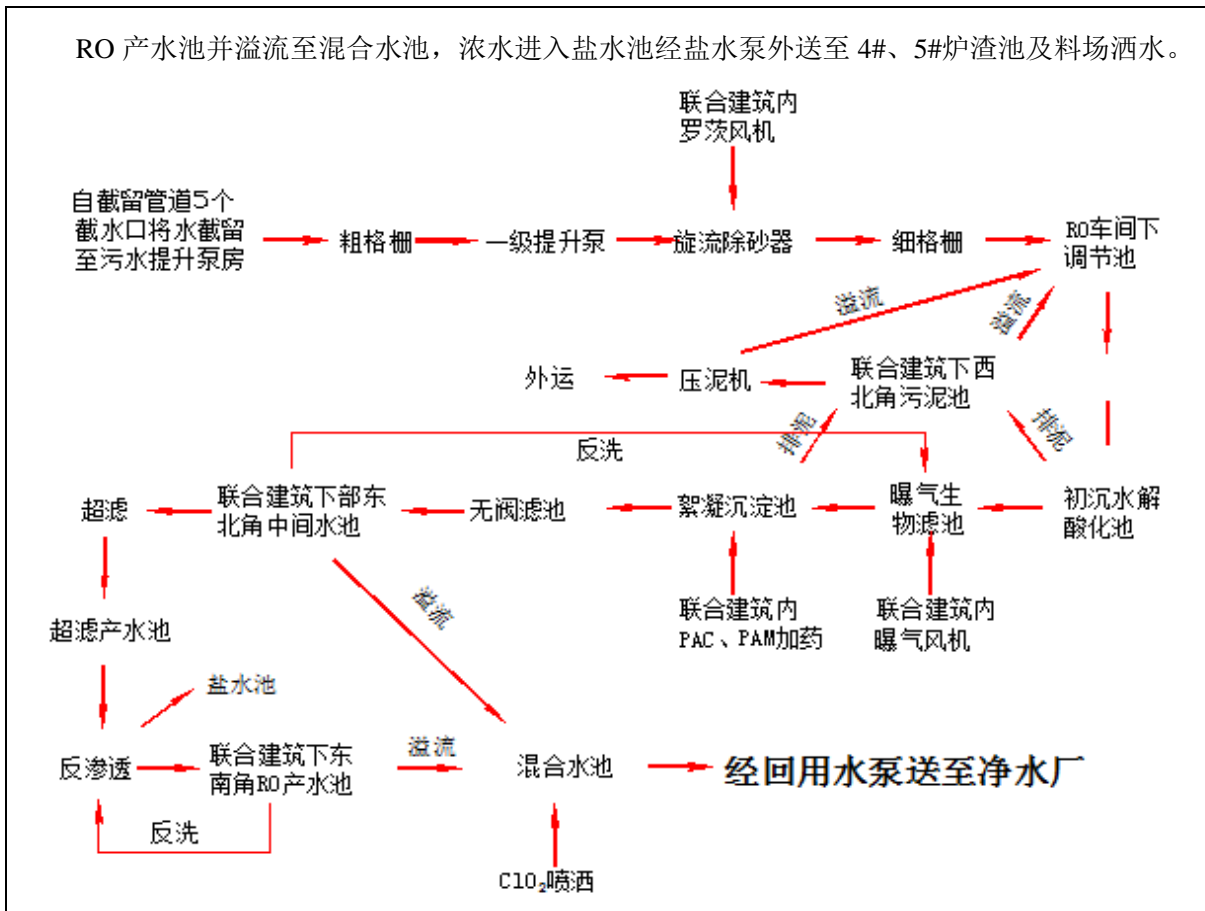 RO 产水池并溢流至混合水池，浓水进入盐水池经盐水泵外送至 4#、5#炉渣池及料场洒水。
联合建筑内
罗茨风机
自截留管道5个
截水口将水截留
至污水提升泵房
粗格栅
一级提升泵
旋流除砂器
细格栅
RO车间下
调节池
溢流
溢流
外运
压泥机
联合建筑下西
北角污泥池
排泥
排泥
反洗
超滤
联合建筑下部东
北角中间水池
无阀滤池
絮凝沉淀池
曝气生
物滤池
初沉水解
酸化池
溢流
联合建筑内
PAC、PAM加药
联合建筑内
曝气风机
超滤产水池
盐水池
反渗透
联合建筑下东
南角RO产水池
溢流
混合水池
经回用水泵送至净水厂
反洗
ClO₂喷洒